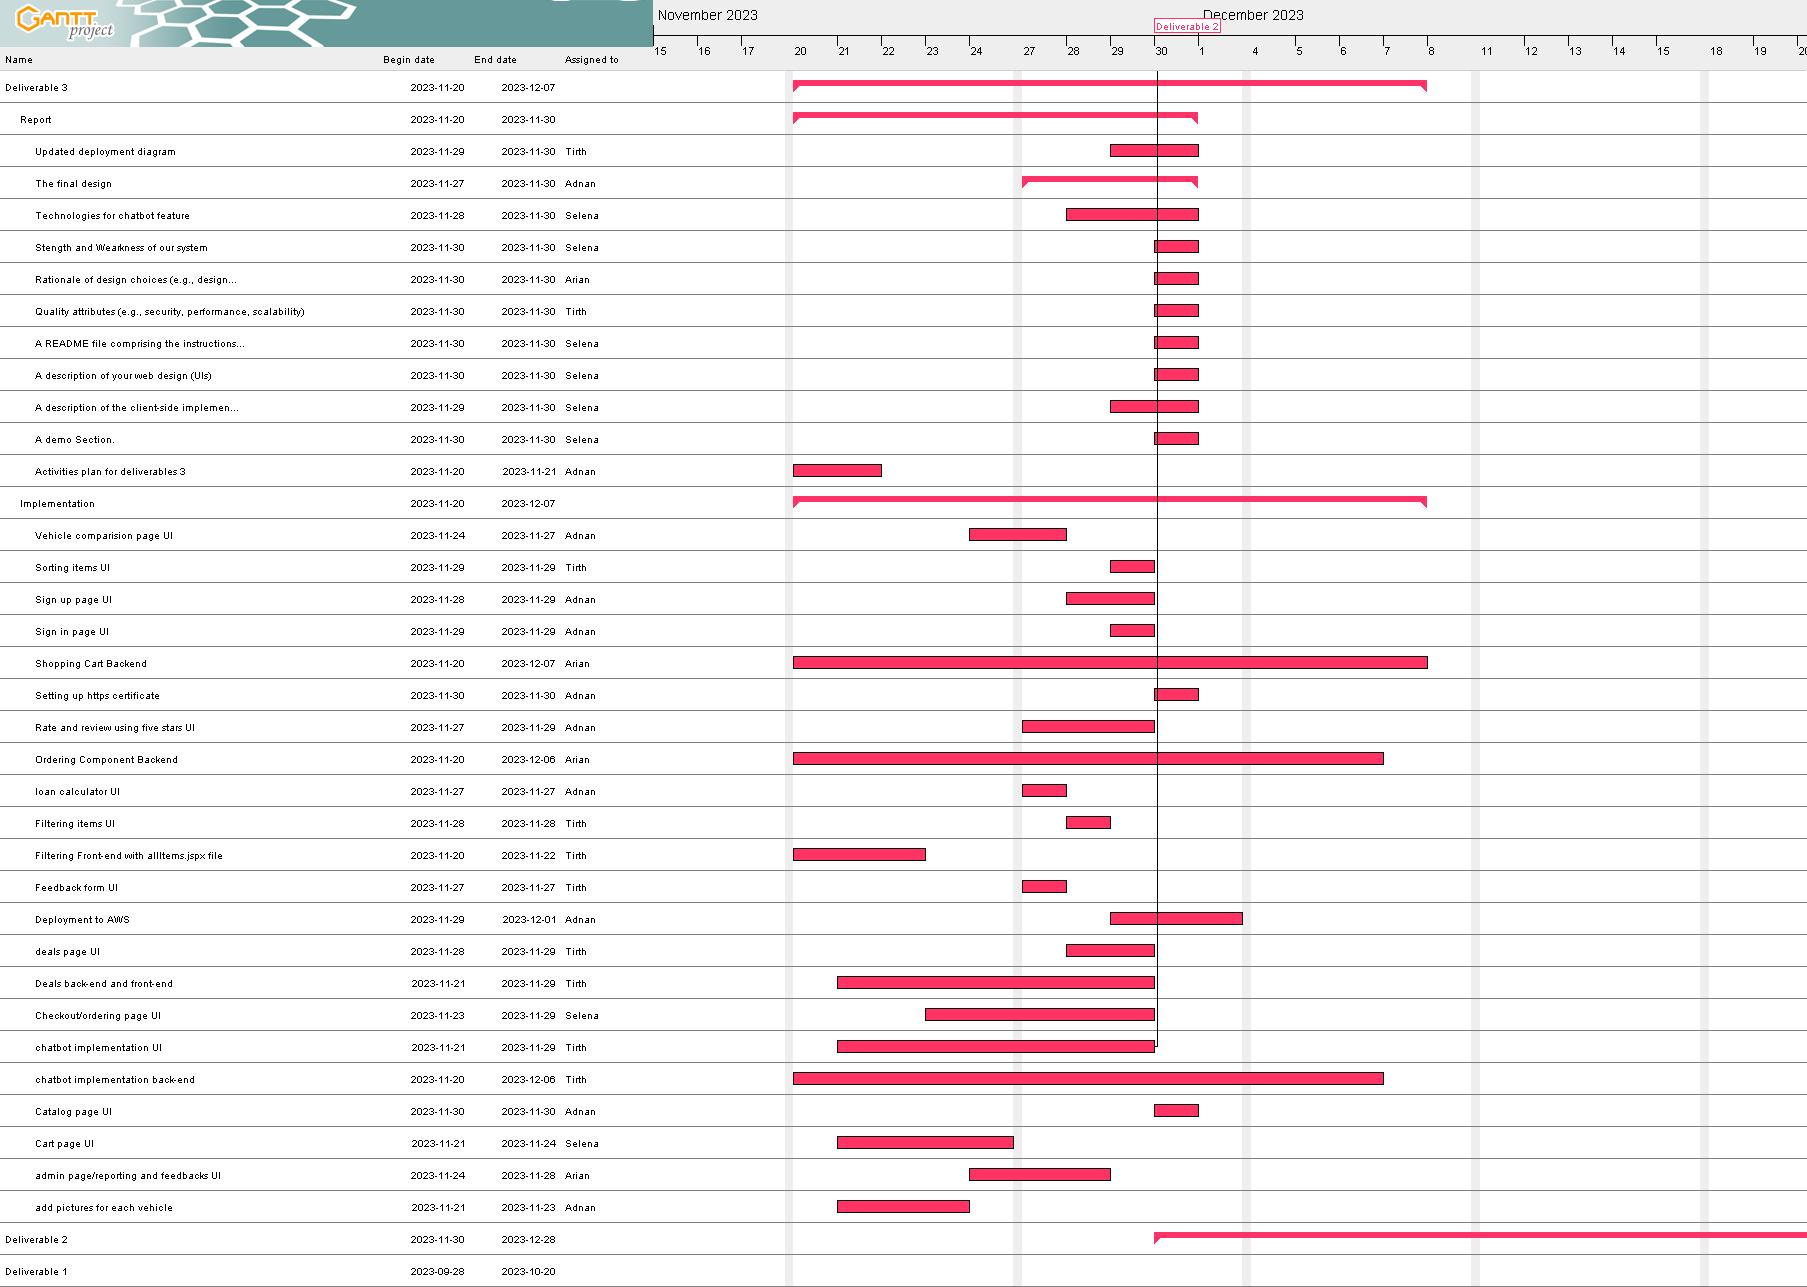 GANTT
project
November 2023
December 2023
Deliverable 2
15 16 17 20 21 22 23 24 27 28 29 30 1 4 5 6 7 8 11 12 13 14 15 18 19 20
Name Begin date End date Assigned to
Deliverable 3 2023-11-20 2023-12-07
Report 2023-11-20 2023-11-30
Updated deployment diagram 2023-11-29 2023-11-30 Tirth
The final design 2023-11-27 2023-11-30 Adnan
Technologies for chatbot feature 2023-11-28 2023-11-30 Selena
Stength and Wearkness of our system 2023-11-30 2023-11-30 Selena
Rationale of design choices (e.g., design... 2023-11-30 2023-11-30 Arian
Quality attributes (e.g., security, performance, scalability) 2023-11-30 2023-11-30 Tirth
A README file comprising the instructions... 2023-11-30 2023-11-30 Selena
A description of your web design (UIs) 2023-11-30 2023-11-30 Selena
A description of the client-side implemen... 2023-11-29 2023-11-30 Selena
A demo Section. 2023-11-30 2023-11-30 Selena
Activities plan for deliverables 3 2023-11-20 2023-11-21 Adnan
Implementation 2023-11-20 2023-12-07
Vehicle comparision page UI 2023-11-24 2023-11-27 Adnan
Sorting items UI 2023-11-29 2023-11-29 Tirth
Sign up page UI 2023-11-28 2023-11-29 Adnan
Sign in page UI 2023-11-29 2023-11-29 Adnan
Shopping Cart Backend 2023-11-20 2023-12-07 Arian
Setting up https certificate 2023-11-30 2023-11-30 Adnan
Rate and review using five stars UI 2023-11-27 2023-11-29 Adnan
Ordering Component Backend 2023-11-20 2023-12-06 Arian
loan calculator UI 2023-11-27 2023-11-27 Adnan
Filtering items UI 2023-11-28 2023-11-28 Tirth
Filtering Front-end with allItems.jspx file 2023-11-20 2023-11-22 Tirth
Feedback form UI 2023-11-27 2023-11-27 Tirth
Deployment to AWS 2023-11-29 2023-12-01 Adnan
deals page UI 2023-11-28 2023-11-29 Tirth
Deals back-end and front-end 2023-11-21 2023-11-29 Tirth
Checkout/ordering page UI 2023-11-23 2023-11-29 Selena
chatbot implementation UI 2023-11-21 2023-11-29 Tirth
chatbot implementation back-end 2023-11-20 2023-12-06 Tirth
Catalog page UI 2023-11-30 2023-11-30 Adnan
Cart page UI 2023-11-21 2023-11-24 Selena
admin page/reporting and feedbacks UI 2023-11-24 2023-11-28 Arian
add pictures for each vehicle 2023-11-21 2023-11-23 Adnan
Deliverable 2 2023-11-30 2023-12-28
Deliverable 1 2023-09-28 2023-10-20